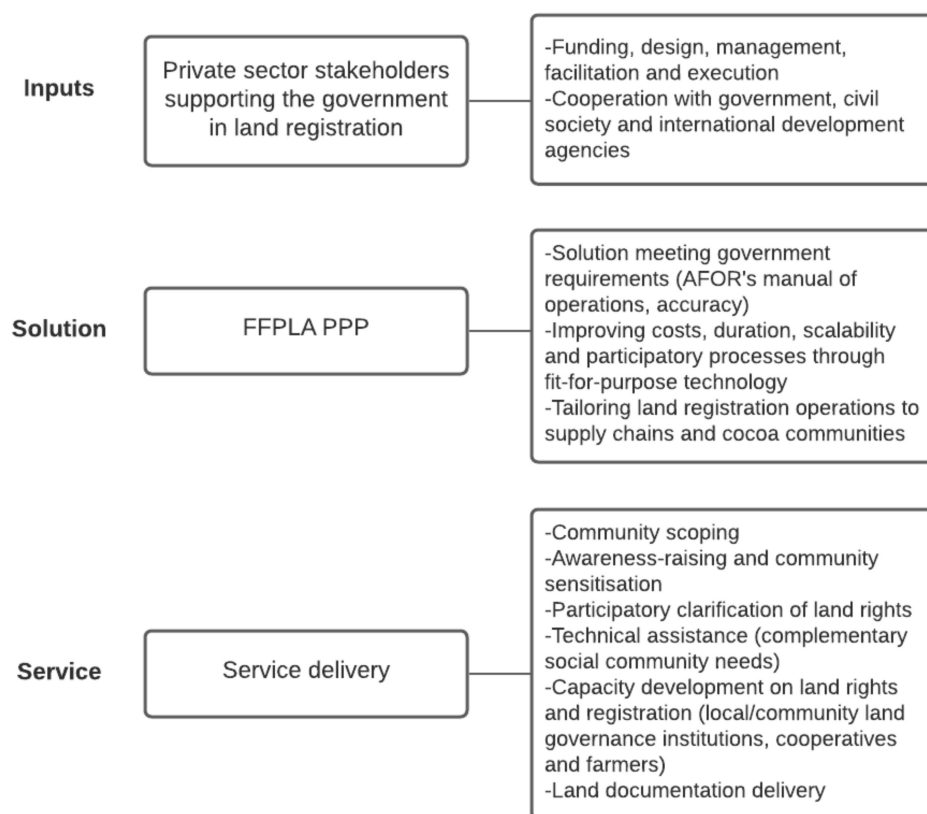 Inputs
Private sector stakeholders
supporting the government
in land registration
-Funding, design, management,
facilitation and execution
-Cooperation with government, civil
society and international development
agencies
Solution
FFPLA PPP
-Solution meeting government
requirements (AFOR's manual of
operations, accuracy)
-Improving costs, duration, scalability
and participatory processes through
fit-for-purpose technology
-Tailoring land registration operations to
supply chains and cocoa communities
Service
Service delivery
-Community scoping
-Awareness-raising and community
sensitisation
-Participatory clarification of land rights
-Technical assistance (complementary
social community needs)
-Capacity development on land rights
and registration (local/community land
governance institutions, cooperatives
and farmers)
-Land documentation delivery